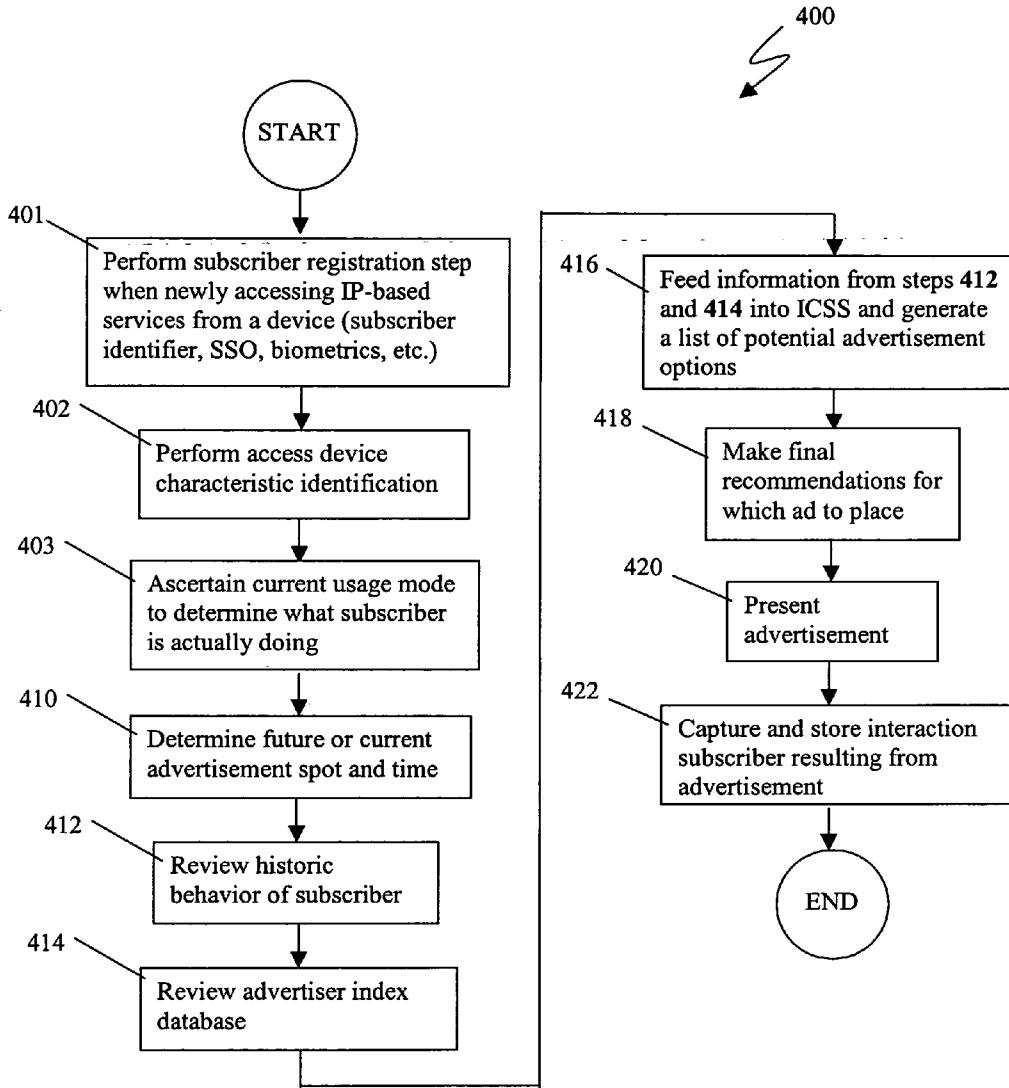 400
START
401
Perform subscriber registration step
when newly accessing IP-based
services from a device (subscriber
identifier, SSO, biometrics, etc.)
402
Perform access device
characteristic identification
403
Ascertain current usage mode
to determine what subscriber
is actually doing
410
Determine future or current
advertisement spot and time
412
Review historic
behavior of subscriber
414
Review advertiser index
database
416
Feed information from steps 412
and 414 into ICSS and generate
a list of potential advertisement
options
418
Make final
recommendations for
which ad to place
420
Present
advertisement
422
Capture and store interaction
subscriber resulting from
advertisement
END